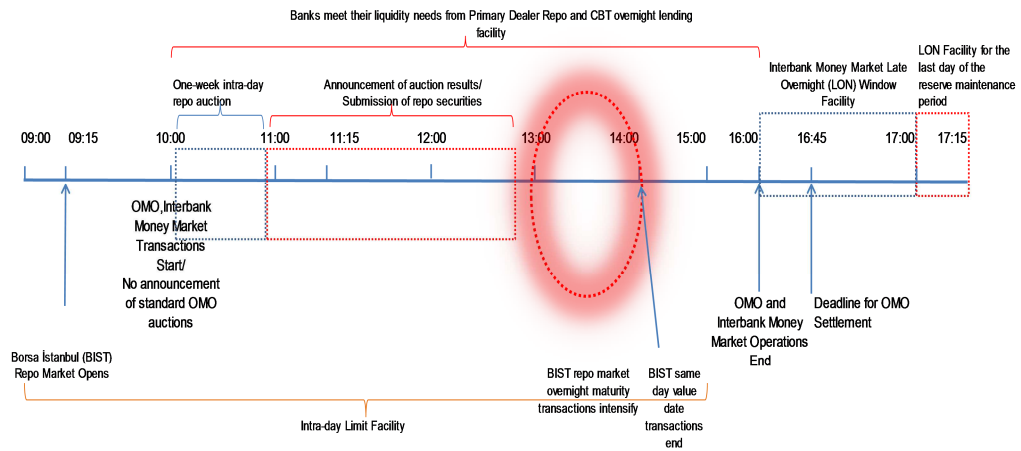 Banks meet their liquidity needs from Primary Dealer Repo and CBT overnight lending
facility
One-week intra-day
repo auction
Announcement of auction results/
Submission of repo securities
Interbank Money Market Late
Overnight (LON) Window
Facility
LON Facility for the
last day of the
reserve maintenance
period
09:00 09:15 10:00 11:00 11:15 12:00 13:00 14:00 15:00 16:00 16:45 17:00 17:15
OMO,Interbank
Money Market
Transactions
Start/
No announcement
of standard OMO
auctions
OMO and
Interbank Money
Market Operations
End
Deadline for OMO
Settlement
Borsa İstanbul (BIST)
Repo Market Opens
BIST repo market
overnight maturity
transactions intensify
BIST same
day value
date
transactions
end
Intra-day Limit Facility